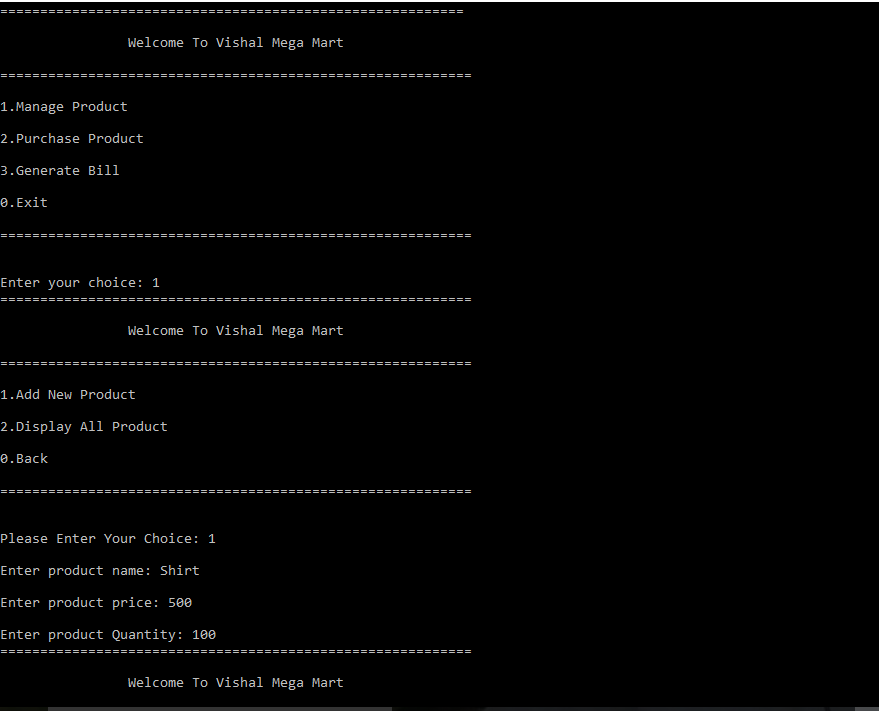 ==========================================================
Welcome To Vishal Mega Mart
===========================================================
1.Manage Product
2.Purchase Product
3.Generate Bill
0.Exit
===========================================================
Enter your choice: 1
===========================================================
Welcome To Vishal Mega Mart
===========================================================
1.Add New Product
2.Display All Product
0.Back
===========================================================
Please Enter Your Choice: 1
Enter product name: Shirt
Enter product price: 500
Enter product Quantity: 100
===========================================================
Welcome To Vishal Mega Mart